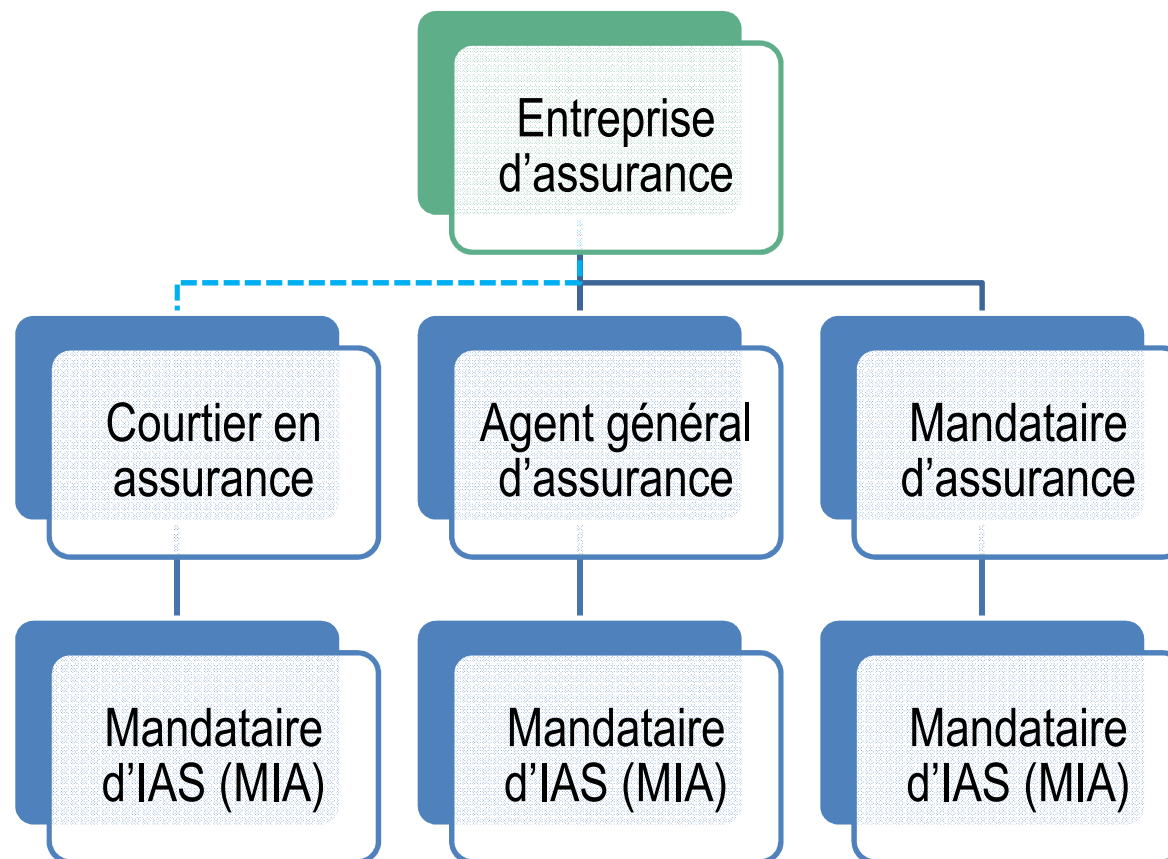 Entreprise
d’assurance
Courtier en
assurance
Agent général
d’assurance
Mandataire
d’assurance
Mandataire
d’IAS (MIA)
Mandataire
d’IAS (MIA)
Mandataire
d’IAS (MIA)